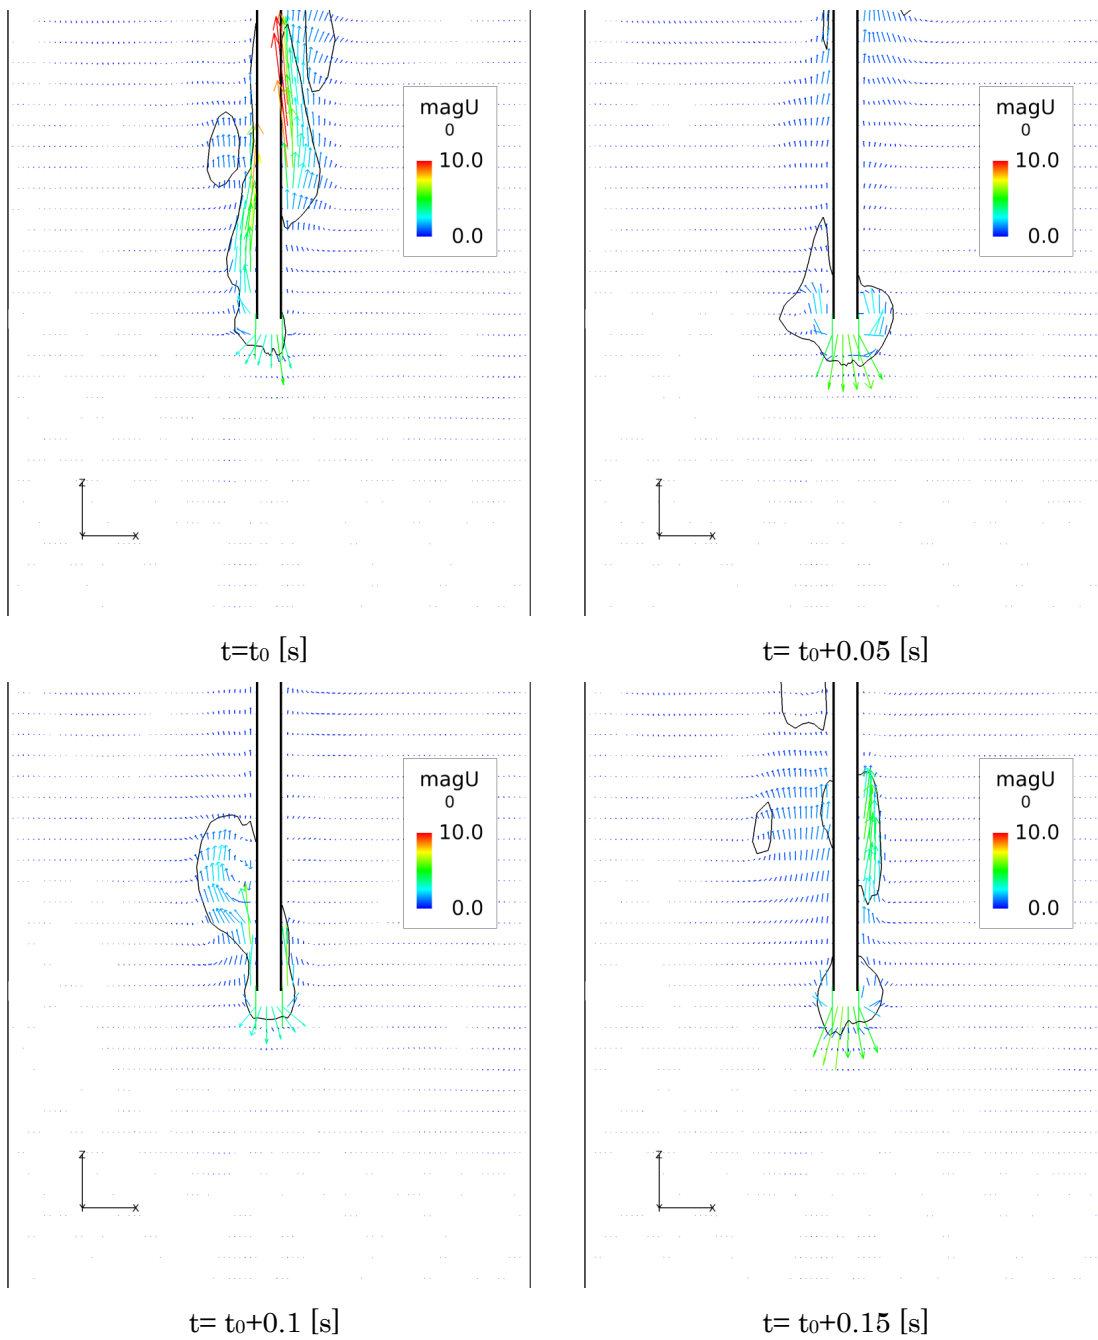 magU
0
10.0
0.0
Z
Y
X
t=t₀ [s]
magU
0
10.0
0.0
Z
Y
X
t= t₀+0.05 [s]
magU
0
10.0
0.0
Z
Y
X
t= t₀+0.1 [s]
magU
0
10.0
0.0
Z
Y
X
t= t₀+0.15 [s]